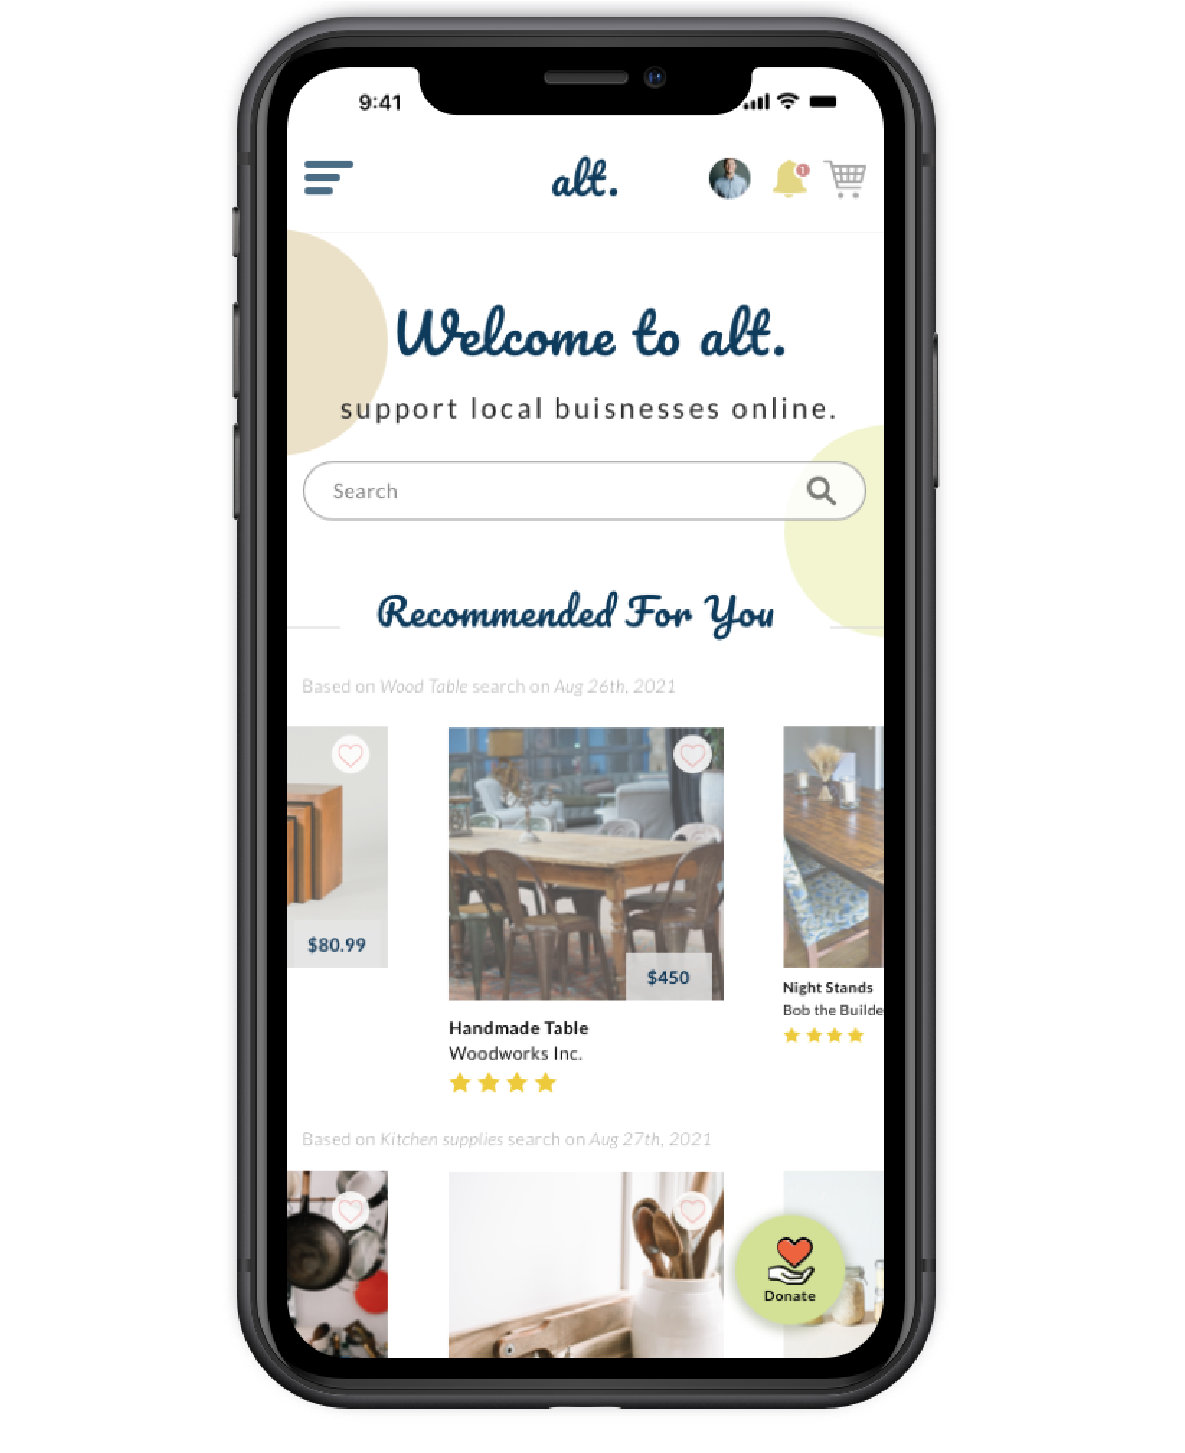 9:41
alt.
1
Welcome to alt.
support local buisnesses online.
Search
Recommended For You
Based on Wood Table search on Aug 26th, 2021
$80.99
$450
Handmade Table
Woodworks Inc.
Night Stands
Bob the Builde
Based on Kitchen supplies search on Aug 27th, 2021
Donate